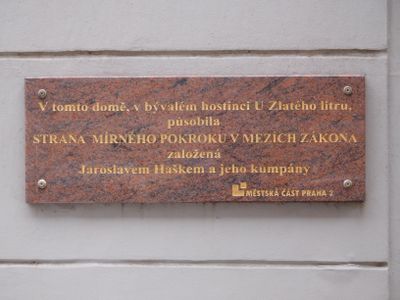 V tomto domě, v bývalém hostinci U Zlatého litru,
působila
STRANA MÍRNÉHO POKROKU V MEZICH ZÁKONA
založená
Jaroslavem Haškem a jeho kumpány
MĚSTSKÁ ČÁST PRAHA 2